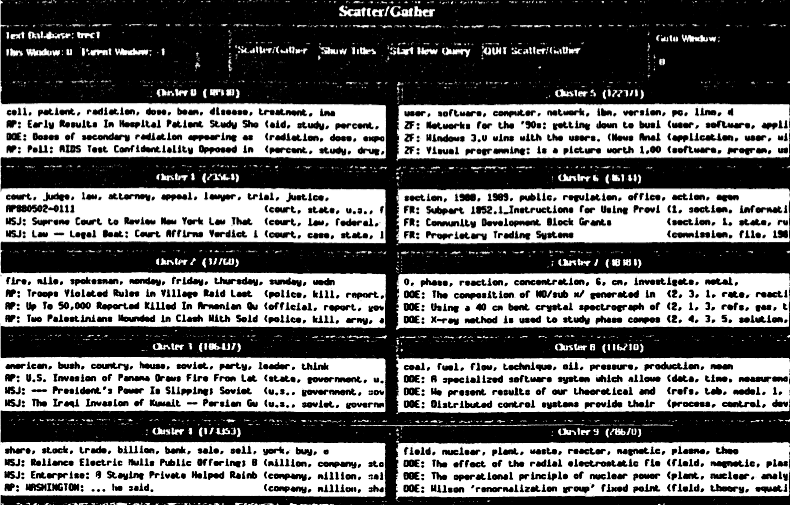 Scatter/Gather
Text Database: trec1
This Window: 0 Parent Window: -1
Scatter/Gather Show Titles Start New Query QUIT Scatter/Gather
Goto Window:
0
Cluster 0
cell, patient, radiation, dose, beam, disease, treatment, ima
AP: Early Results In Hospital Patient Study Sho (aid, study, percent,
DOE: Doses of secondary radiation appearing as (radiation, dose, expo
AP: Poll: AIDS Test Confidentiality Opposed in (percent, study, drug,
Cluster 1 (23564)
court, judge, law, attorney, appeal, lawyer, trial, justice,
AP880502-0111 (court, state, u.s., f
WSJ: Supreme Court to Review New York Law That (court, law, federal,
WSJ: Law -- Legal Beat: Court Affirms Verdict i (court, case, state, l
Cluster 2 (37760)
fire, mile, spokesman, monday, friday, thursday, sunday, wedn
AP: Troops Violated Rules in Village Raid Last (police, kill, report,
AP: Up To 50,000 Reported Killed In Armenian Qu (official, report, gov
AP: Two Palestinians Wounded in Clash With Sold (police, kill, army, a
Cluster 3 (106437)
american, bush, country, house, soviet, party, leader, think
AP: U.S. Invasion of Panama Draws Fire From Lat (state, government, u.
WSJ: --- President's Power Is Slipping; Soviet (u.s., government, sov
WSJ: The Iraqi Invasion of Kuwait -- Persian Gu (u.s., soviet, governm
Cluster 4 (174353)
share, stock, trade, billion, bank, sale, sell, york, buy, e
WSJ: Reliance Electric Mulls Public Offering; B (million, company, sto
WSJ: Enterprise: A Staying Private Helped Rainb (company, million, sal
AP: WASHINGTON: ... he said. (company, million, sha
Cluster 5 (122371)
user, software, computer, network, ibm, version, pc, line, d
ZF: Networks for the '90s: getting down to busi (user, software, appli
ZF: Windows 3.0 wins with the users. (News Anal (application, user, wi
ZF: Visual programming: is a picture worth 1,00 (software, program, us
Cluster 6
section, 1988, 1989, public, regulation, office, action, agen
FR: Subpart 1852.1_Instructions for Using Provi (1, section, informati
FR: Community Development Block Grants (section, 1, state, r
FR: Proprietary Trading Systems (commission, file, 198
Cluster 7
0, phase, reaction, concentration, 6, cm, investigate, metal,
DOE: The composition of NO/sub x/ generated in (2, 3, 1, rate, reacti
DOE: Using a 40 cm bent crystal spectrograph of (2, 1, 3, refs, gas, t
DOE: X-ray method is used to study phase compos (2, 4, 3, 5, solution,
Cluster 8 (116210)
coal, fuel, flow, technique, oil, pressure, production, mean
DOE: A specialized software system which allows (data, time, measureme
DOE: We present results of our theoretical and (refs, tab, model, 1,
DOE: Distributed control systems provide their (process, control, dev
Cluster 9 (28670)
field, nuclear, plant, waste, reactor, magnetic, plasma, theo
DOE: The effect of the radial electrostatic fie (field, magnetic, plas
DOE: The operational principle of nuclear power (plant, nuclear, analy
DOE: Wilson 'renormalization group' fixed point (field, theory, equati